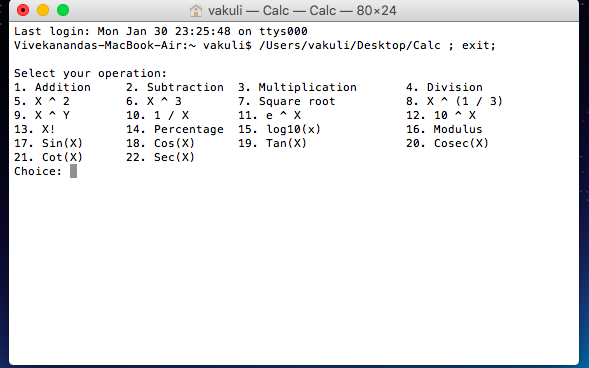 vakuli — Calc — Calc — 80×24
Last login: Mon Jan 30 23:25:48 on ttys000
Vivekanandas-MacBook-Air:~ vakuli$ /Users/vakuli/Desktop/Calc ; exit;
Select your operation:
1. Addition 2. Subtraction 3. Multiplication 4. Division
5. X ^ 2 6. X ^ 3 7. Square root 8. X ^ (1 / 3)
9. X ^ Y 10. 1 / X 11. e ^ X 12. 10 ^ X
13. X! 14. Percentage 15. log10(x) 16. Modulus
17. Sin(X) 18. Cos(X) 19. Tan(X) 20. Cosec(X)
21. Cot(X) 22. Sec(X)
Choice: